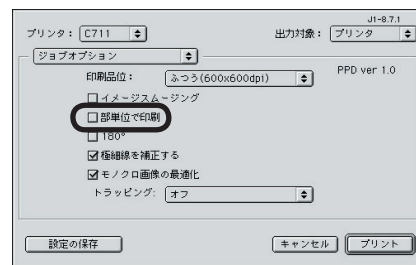 J1-8.7.1
プリンタ： C711 出力対象： プリンタ
ジョブオプション
印刷品位： ふつう(600x600dpi) PPD ver 1.0
イメージスムージング
部単位で印刷
180°
極細線を補正する
モノクロ画像の最適化
トラッピング： オフ
設定の保存 キャンセル プリント